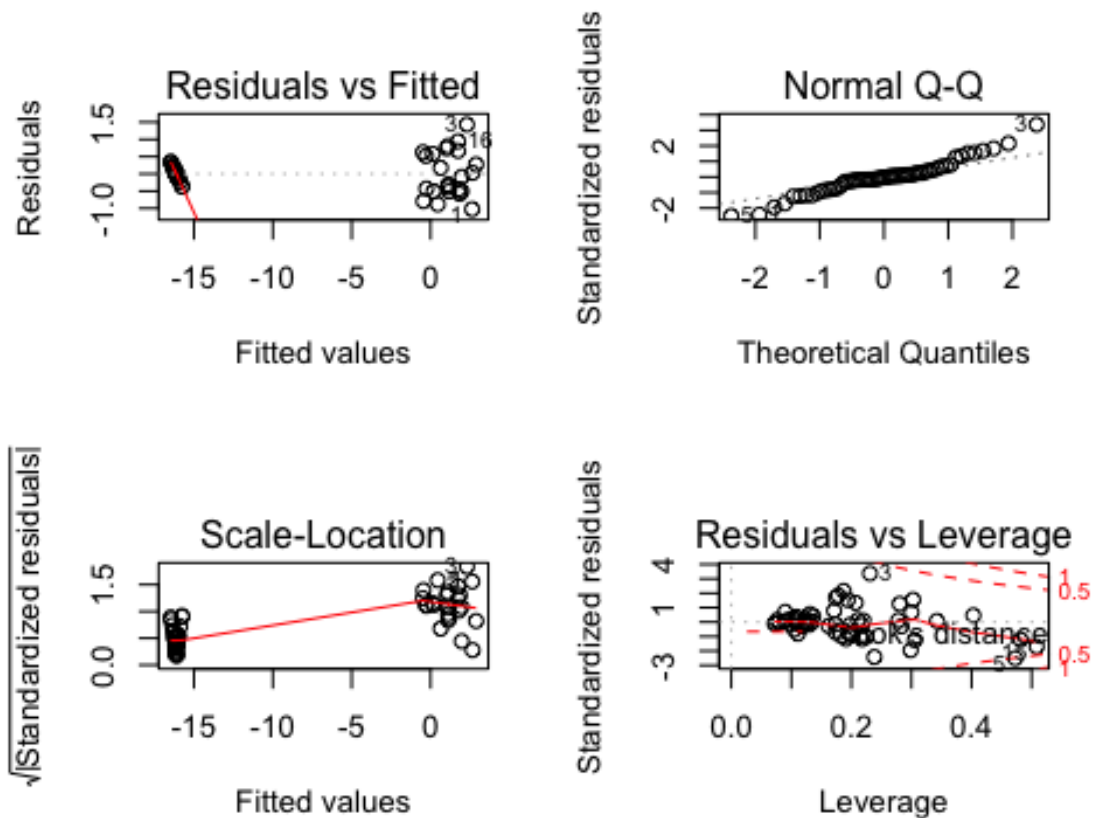 Residuals vs Fitted
Residuals
1.5
-1.0
3
16
1
-15
-10
-5
0
Fitted values
Normal Q-Q
Standardized residuals
2
-2
3
5
-2
-1
0
1
2
Theoretical Quantiles
Scale-Location
√|Standardized residuals|
1.5
0.0
3
-15
-10
-5
0
Fitted values
Residuals vs Leverage
Standardized residuals
4
1
-3
3
ok's distance
5
1
0.5
0.5
1
0.0
0.2
0.4
Leverage